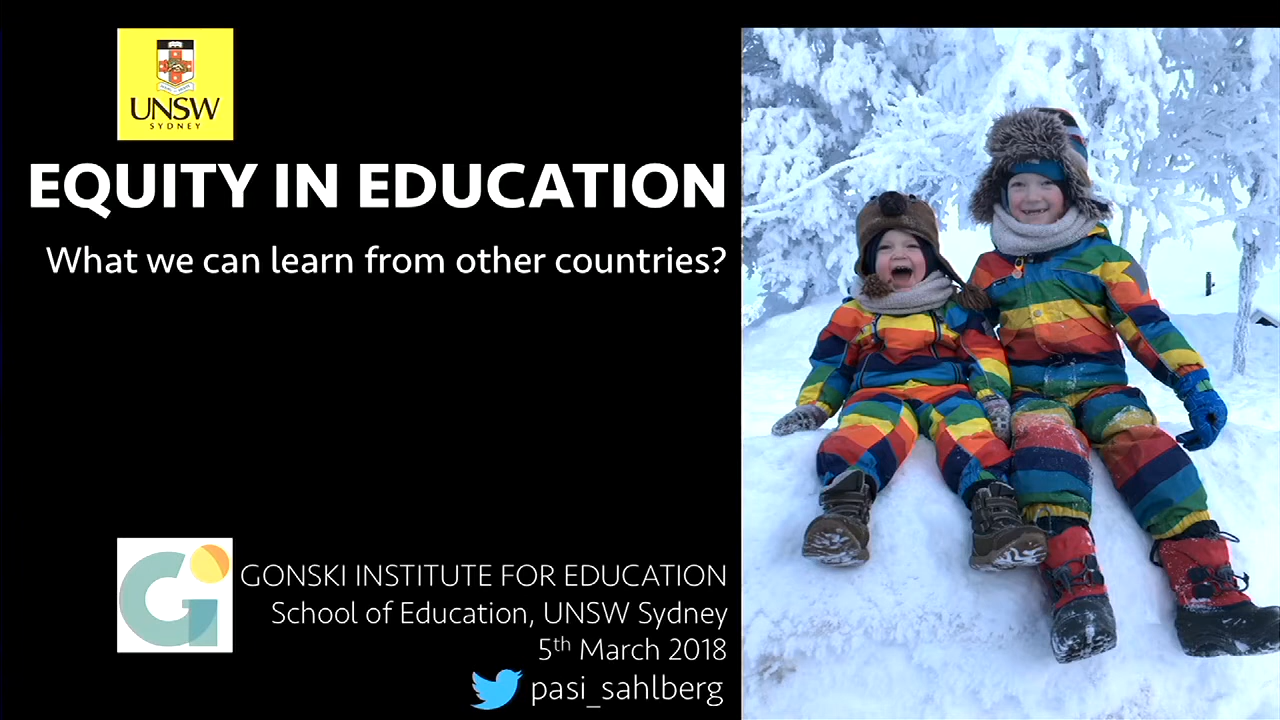 UNSW
SYDNEY
EQUITY IN EDUCATION
What we can learn from other countries?
GONSKI INSTITUTE FOR EDUCATION
School of Education, UNSW Sydney
5th March 2018
pasi_sahlberg